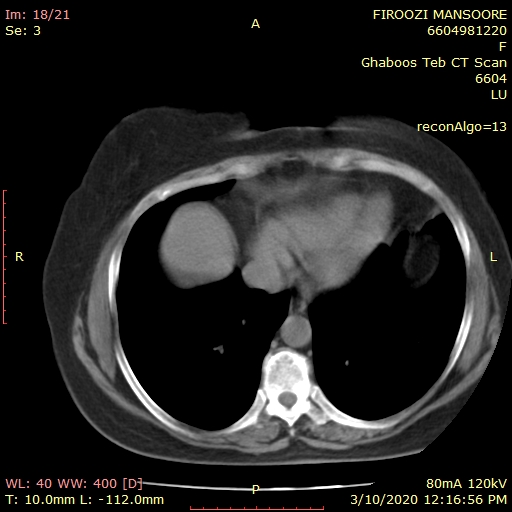 Im: 18/21
Se: 3
A
FIROOZI MANSOORE
6604981220
F
Ghaboos Teb CT Scan
6604
LU
reconAlgo=13
R
L
WL: 40 WW: 400 [D]
T: 10.0mm L: -112.0mm
P
80mA 120kV
3/10/2020 12:16:56 PM